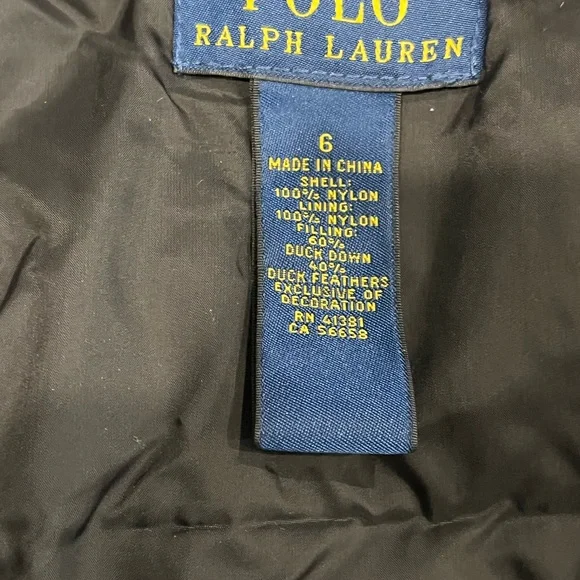 POLO
RALPH LAUREN
6
MADE IN CHINA
SHELL:
100% NYLON
LINING:
100% NYLON
FILLING:
60%
DUCK DOWN
40%
DUCK FEATHERS
EXCLUSIVE OF
DECORATION
RN 41381
CA 56658